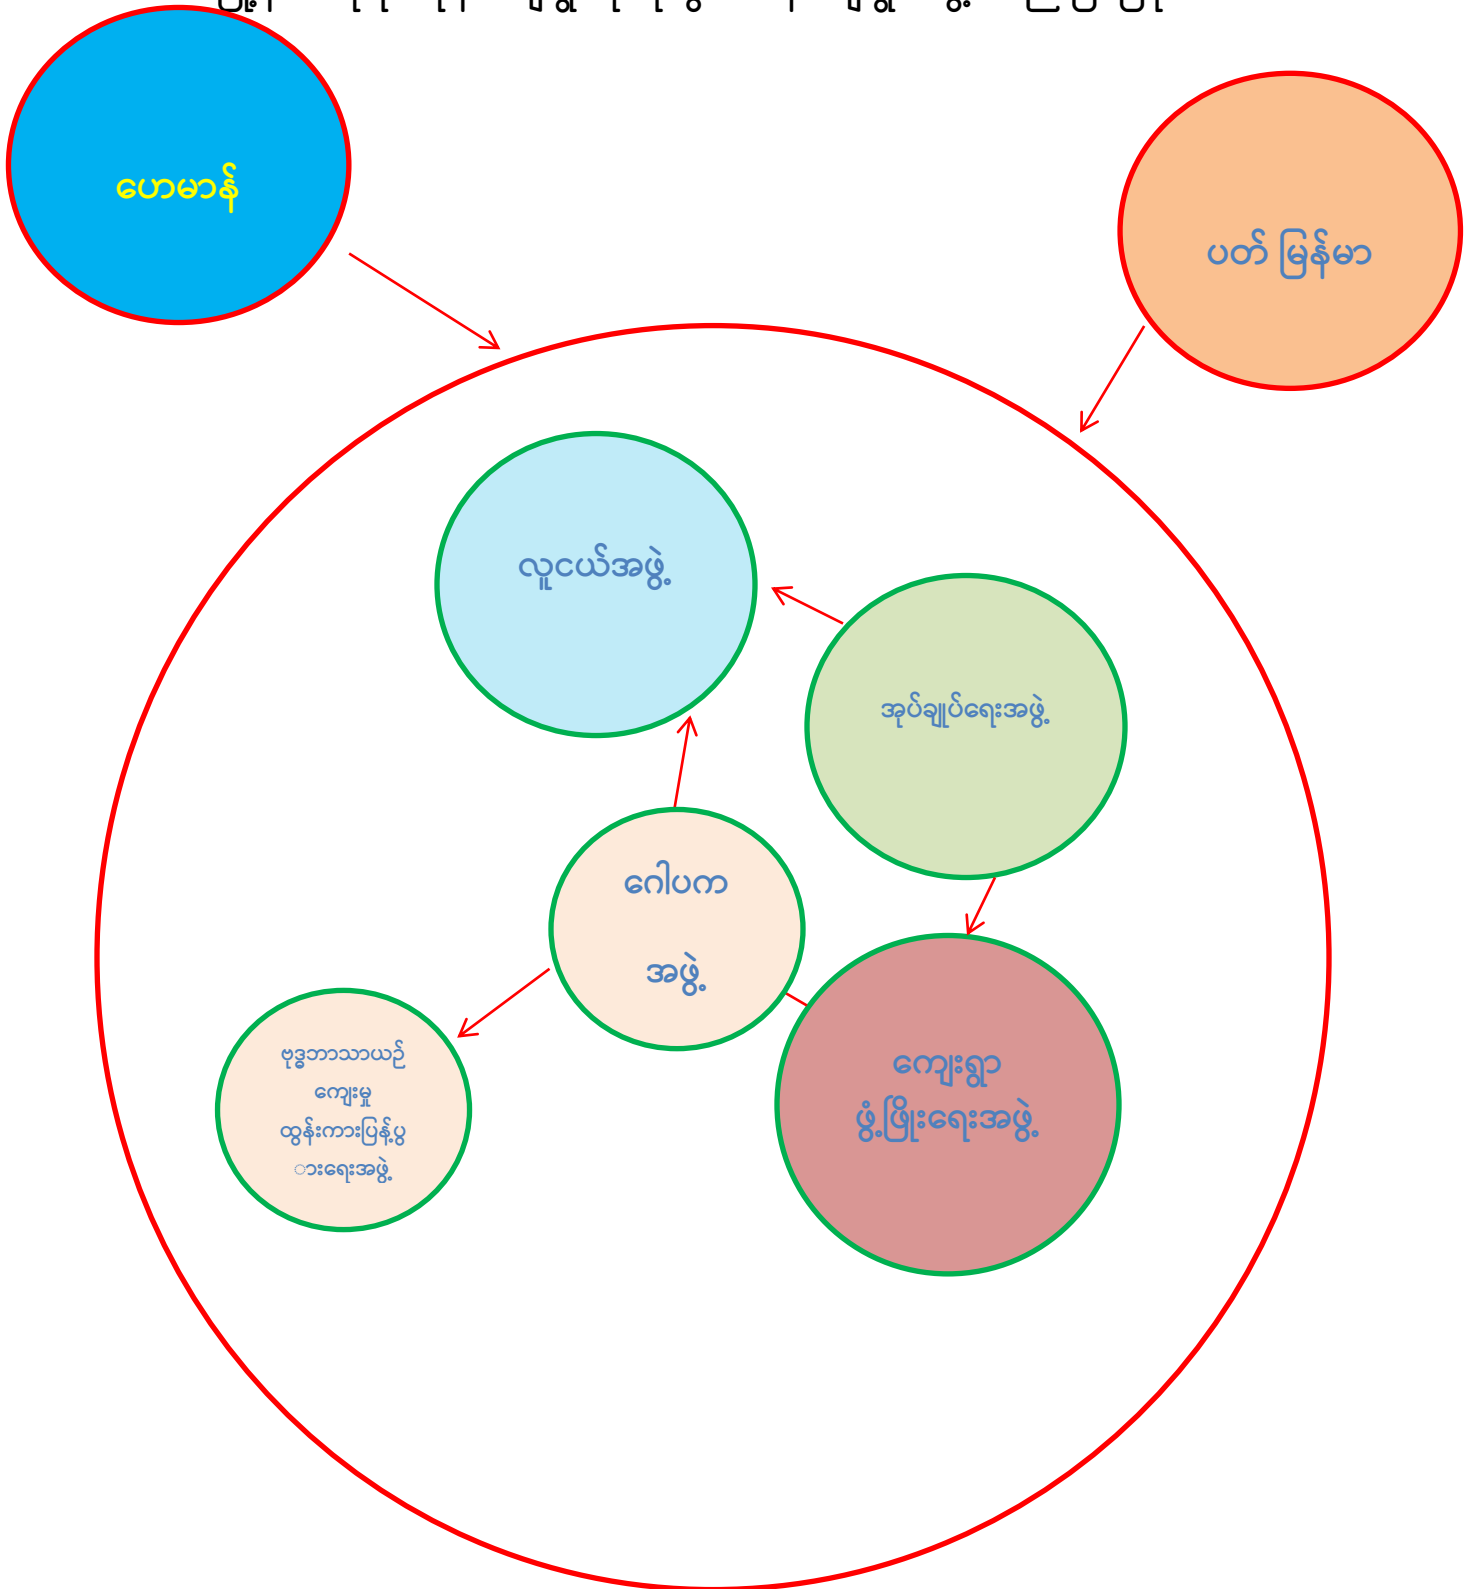 ဟေမာန်
ပတ် မြန်မာ
လူငယ်အဖွဲ့
အုပ်ချုပ်ရေးအဖွဲ့
ဂေါပက
အဖွဲ့
ကျေးရွာ
ဖွံ့ဖြိုးရေးအဖွဲ့
ဗုဒ္ဓဘာသာယဉ်
ကျေးမှု
ထွန်းကားပြန့်ပွ
ားရေးအဖွဲ့